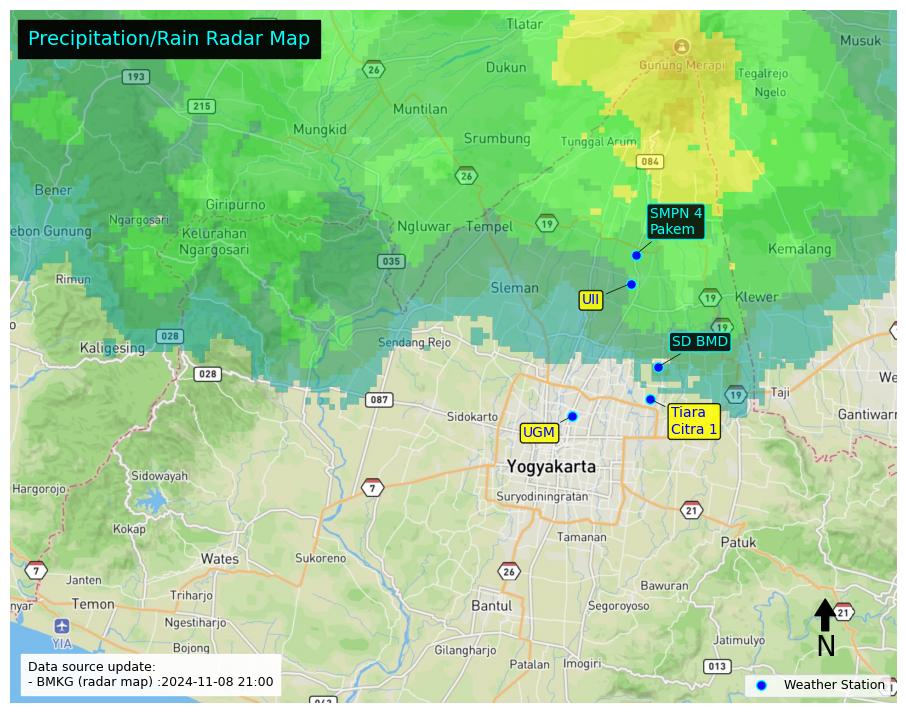 Precipitation/Rain Radar Map
Tlatar
Musuk
26
Dukun
Gunung Merapi
193
Tegalrejo
Ngelo
215
Muntilan
Mungkid
Srumbung
Tunggal Arum
084
26
Bener
Giripurno
Ngargosari
Kelurahan
Ngargosari
Ngluwar
Tempel
19
SMPN 4
Pakem
ebon Gunung
Kemalang
035
Rimun
Sleman
UII
19
Klewer
028
19
Kaligesing
Sendang Rejo
SD BMD
028
We
087
19
Taji
Sidokarto
Tiara
Citra 1
Gantiwarn
UGM
Yogyakarta
Sidowayah
Hargorejo
7
Suryodiningratan
21
Kokap
Tamanan
Patuk
Wates
Sukoreno
7
26
Janten
Bawuran
Triharjo
nyar
Temon
Bantul
Segoroyoso
21
Ngestiharjo
YIA
Jatimulyo
Bojong
Gilangharjo
N
Patalan
Imogiri
013
Data source update:
- BMKG (radar map) :2024-11-08 21:00
Weather Station